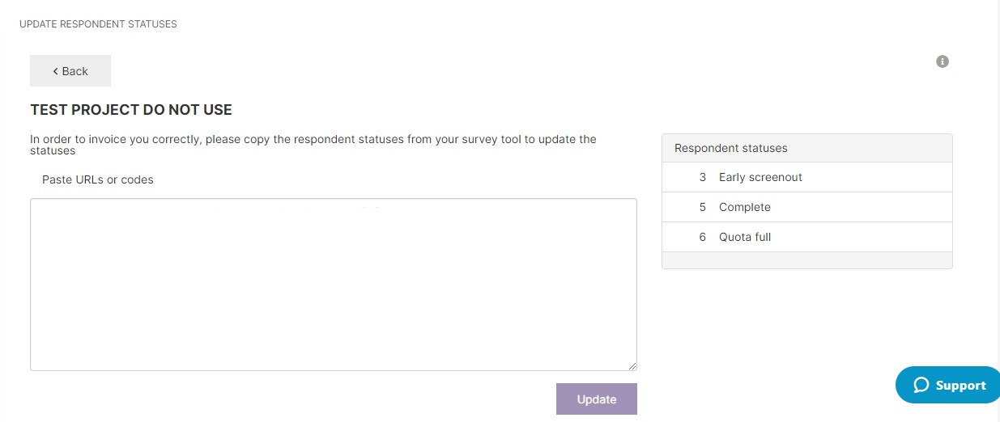 UPDATE RESPONDENT STATUSES
Back
TEST PROJECT DO NOT USE
In order to invoice you correctly, please copy the respondent statuses from your survey tool to update the
statuses
Paste URLs or codes
Update
Respondent statuses
3 Early screenout
5 Complete
6 Quota full
Support